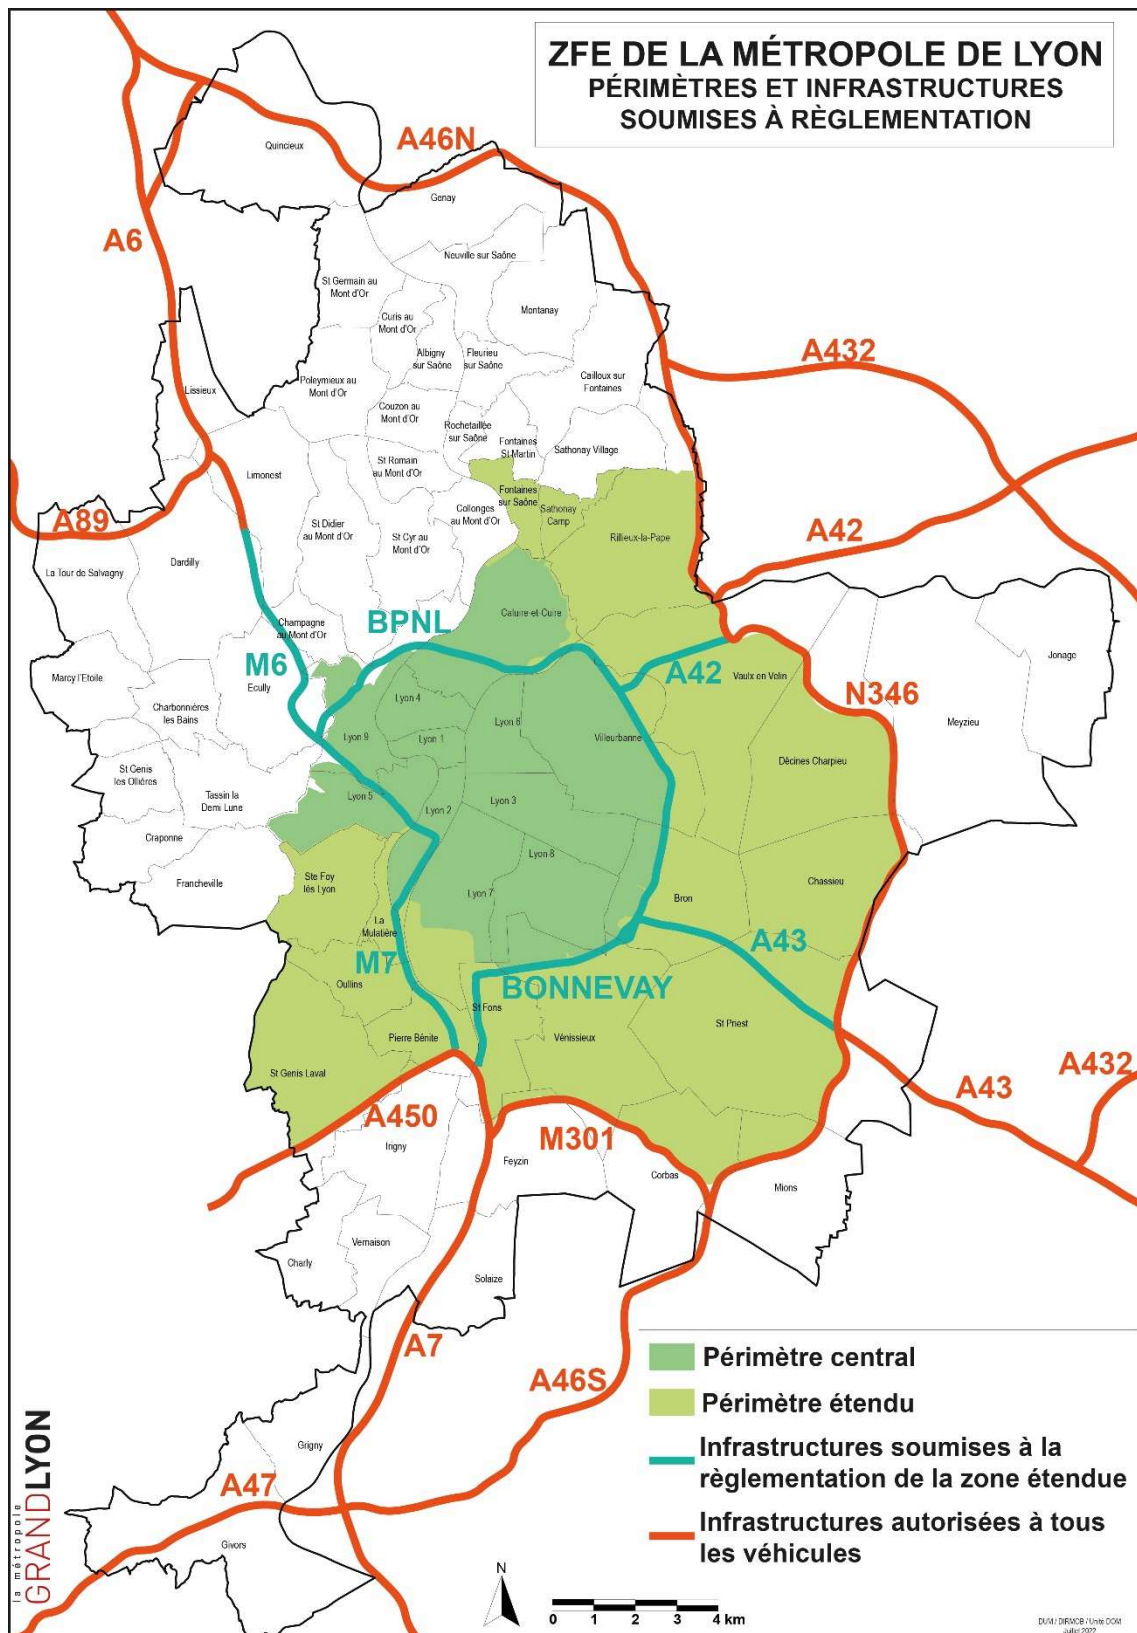 ZFE DE LA MÉTROPOLE DE LYON
PÉRIMÈTRES ET INFRASTRUCTURES
SOUMISES À RÈGLEMENTATION
Quincieux
A46N
Genay
A6
Neuville sur Saône
St Germain au
Mont d'Or
Montanay
Curis au
Mont d'Or
A432
Albigny
sur Saône
Fleurieu
sur Saône
Cailloux sur
Fontaines
Lissieux
Poleymieux au
Mont d'Or
Couzon au
Mont d'Or
Rochetaillée
sur Saône
Fontaines
St Martin
Sathonay Village
St Romain
au Mont d'Or
Limonest
Fontaines
sur Saône
Collonges
au Mont d'Or
Sathonay
Camp
A89
St Didier
au Mont d'Or
St Cyr au
Mont d'Or
Rillieux-la-Pape
A42
Dardilly
La Tour de Salvagny
Caluire-et-Cuire
Champagne
au Mont d'Or
BPNL
Jonage
M6
A42
Marcy l'Etoile
Ecully
Vaulx en Velin
N346
Charbonnières
les Bains
Lyon 4
Meyzieu
Lyon 6
Lyon 9
Lyon 1
Villeurbanne
St Genis
les Ollières
Décines Charpieu
Tassin la
Demi Lune
Lyon 5
Lyon 2
Lyon 3
Craponne
Lyon 8
Francheville
Ste Foy
lés Lyon
Chassieu
Lyon 7
Bron
La
Mulatière
A43
M7
Oullins
BONNEVAY
St Fons
St Priest
Pierre Bénite
Vénissieux
St Genis Laval
A432
A43
A450
M301
Irigny
Feyzin
Corbas
Mions
Vernaison
Charly
Solaize
A7
A46S
Grigny
A47
Givors
Périmètre central
Périmètre étendu
Infrastructures soumises à la
règlementation de la zone étendue
Infrastructures autorisées à tous
les véhicules
la métropole
GRANDLYON
N
0 1 2 3 4 km
DUM / DIRMOB / Unité DOM
Juillet 2022